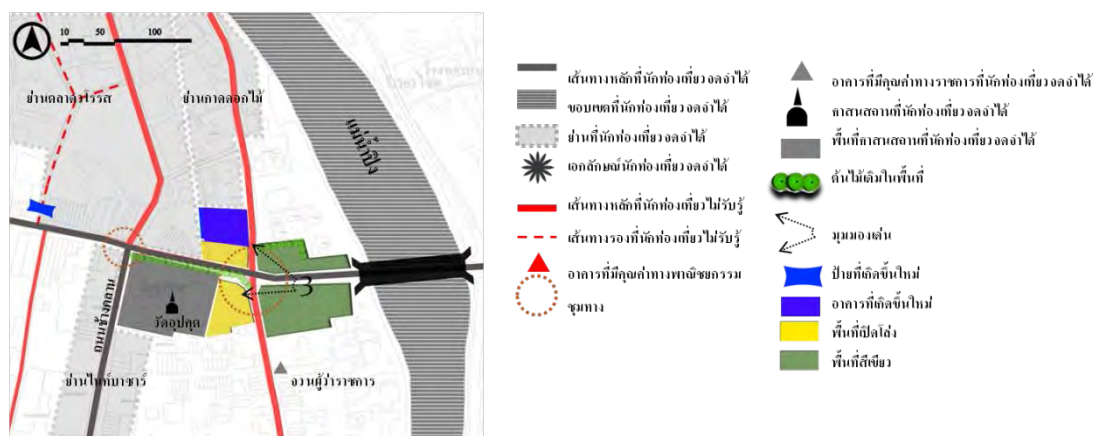 10 50 100
ย่านตลาดวโรรส
ย่านกาดดอกไม้
แม่น้ำปิง
3
วัดอุปคุต
ถนนช้างคลาน
ย่านไนท์บาซาร์
จวนผู้ว่าราชการ
เส้นทางหลักที่นักท่องเที่ยวจดจำได้
ขอบเขตที่นักท่องเที่ยวจดจำได้
ย่านที่นักท่องเที่ยวจดจำได้
เอกลักษณ์นักท่องเที่ยวจดจำได้
เส้นทางหลักที่นักท่องเที่ยวไม่รับรู้
เส้นทางรองที่นักท่องเที่ยวไม่รับรู้
อาคารที่มีคุณค่าทางพาณิชยกรรม
ชุมทาง
อาคารที่มีคุณค่าทางราชการที่นักท่องเที่ยวจดจำได้
ศาสนสถานที่นักท่องเที่ยวจดจำได้
พื้นที่ศาสนสถานที่นักท่องเที่ยวจดจำได้
ต้นไม้เดิมในพื้นที่
มุมมองเด่น
ป้ายที่เกิดขึ้นใหม่
อาคารที่เกิดขึ้นใหม่
พื้นที่เปิดโล่ง
พื้นที่สีเขียว